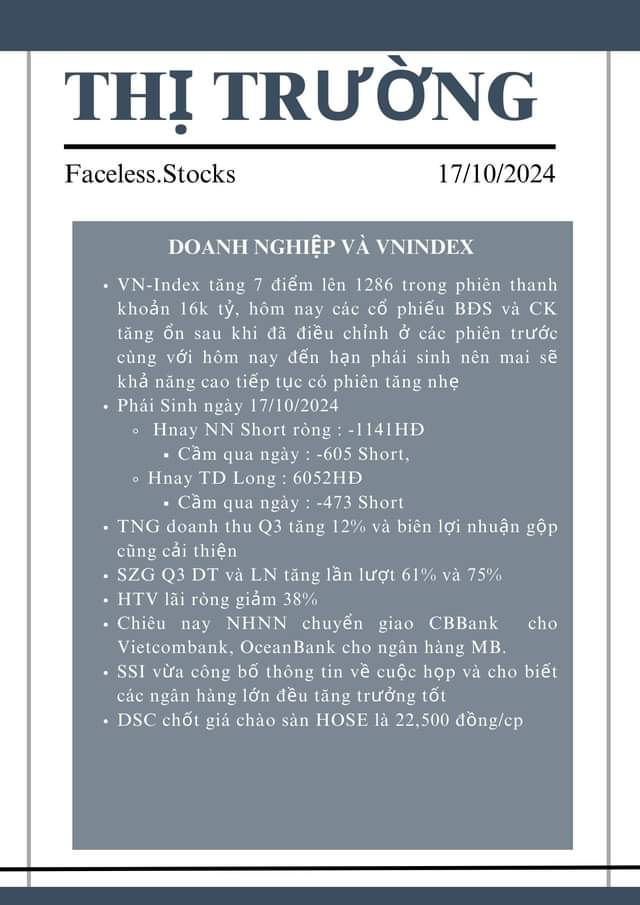 THỊ TRƯỜNG
Faceless.Stocks
17/10/2024
DOANH NGHIỆP VÀ VNINDEX
• VN-Index tăng 7 điểm lên 1286 trong phiên thanh
khoản 16k tỷ, hôm nay các cổ phiếu BĐS và CK
tăng ổn sau khi đã điều chỉnh ở các phiên trước
cùng với hôm nay đến hạn phái sinh nên mai sẽ
khả năng cao tiếp tục có phiên tăng nhẹ
• Phái Sinh ngày 17/10/2024
◦ Hnay NN Short ròng : -1141HĐ
▪ Cầm qua ngày : -605 Short,
◦ Hnay TD Long : 6052HĐ
▪ Cầm qua ngày : -473 Short
• TNG doanh thu Q3 tăng 12% và biên lợi nhuận gộp
cũng cải thiện
• SZG Q3 DT và LN tăng lần lượt 61% và 75%
• HTV lãi ròng giảm 38%
• Chiêu nay NHNN chuyển giao CBBank cho
Vietcombank, OceanBank cho ngân hàng MB.
• SSI vừa công bố thông tin về cuộc họp và cho biết
các ngân hàng lớn đều tăng trưởng tốt
• DSC chốt giá chào sàn HOSE là 22,500 đồng/cp